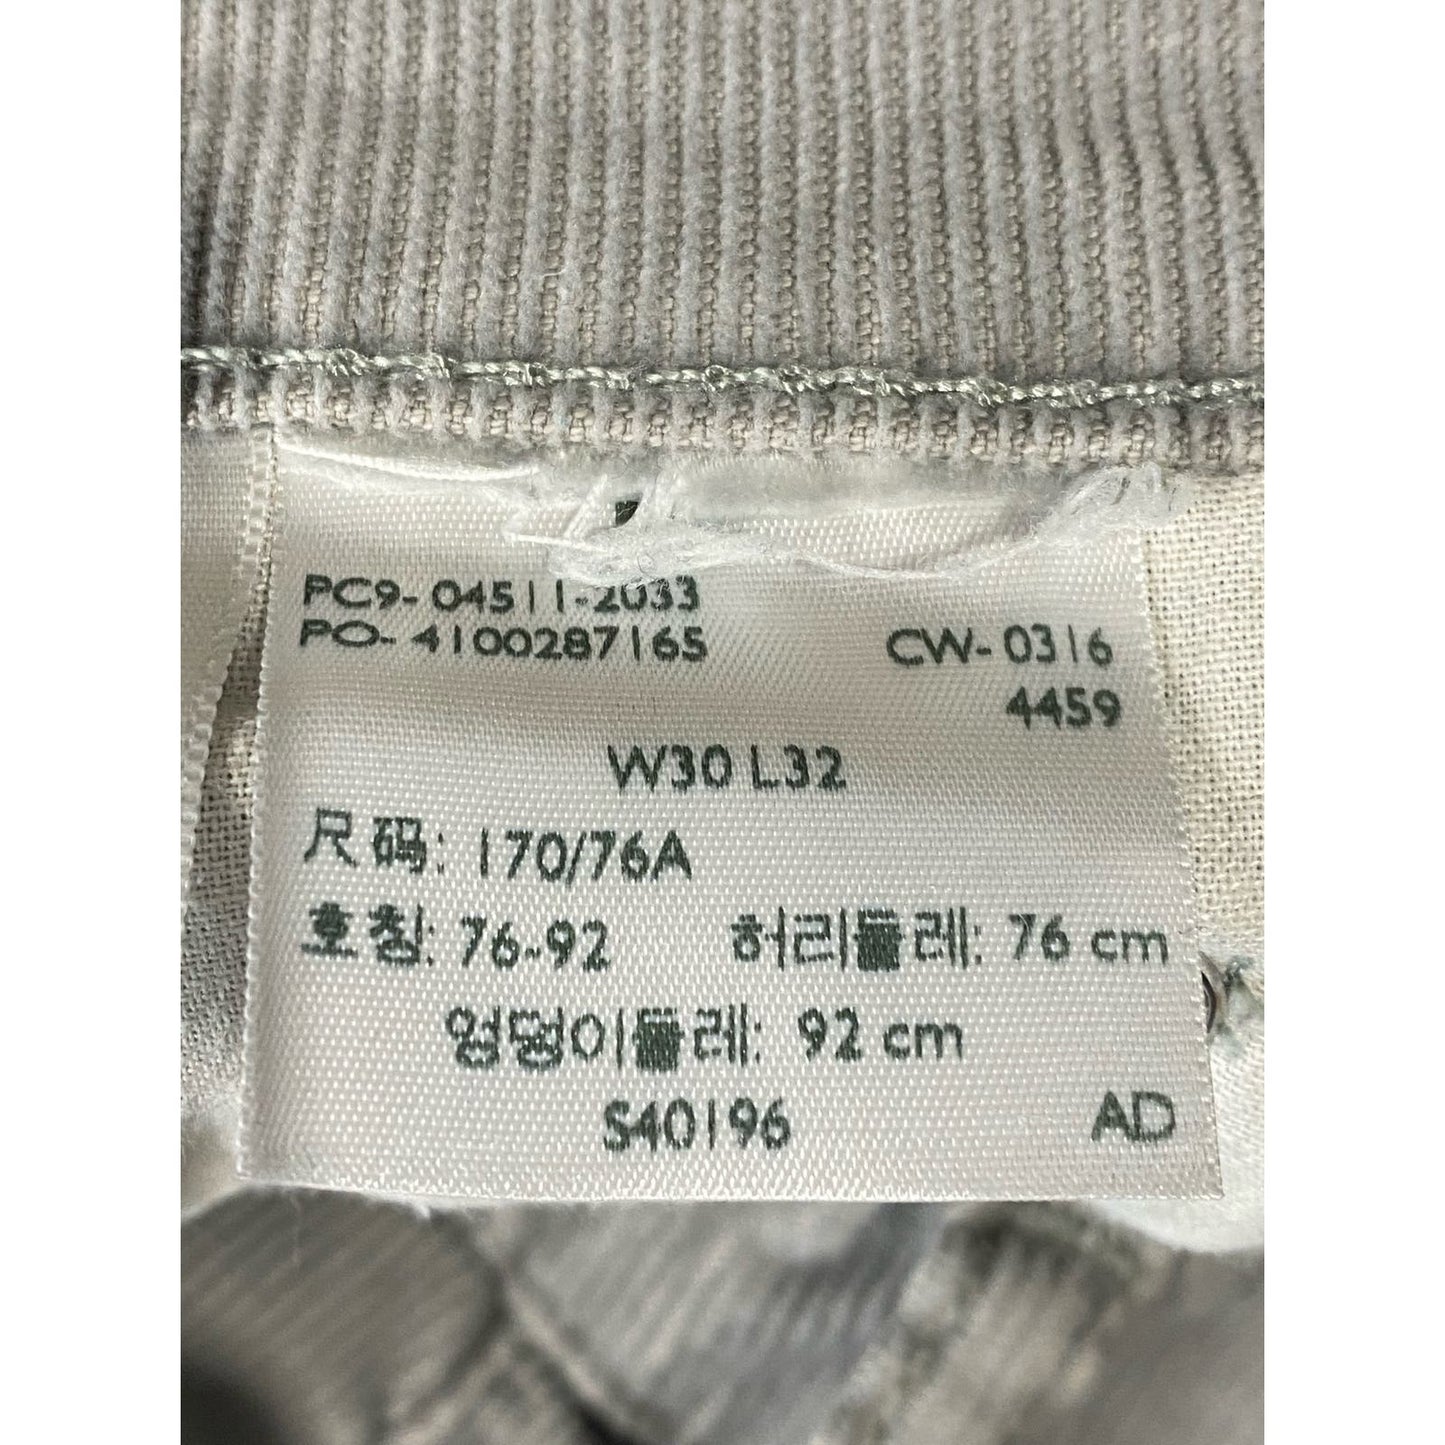 PC9-04511-2033
PO-4100287165 CW-0316
4459
W30 L32
尺码: 170/76A
호칭: 76-92 허리둘레: 76 cm
엉덩이둘레: 92 cm
S40196 AD